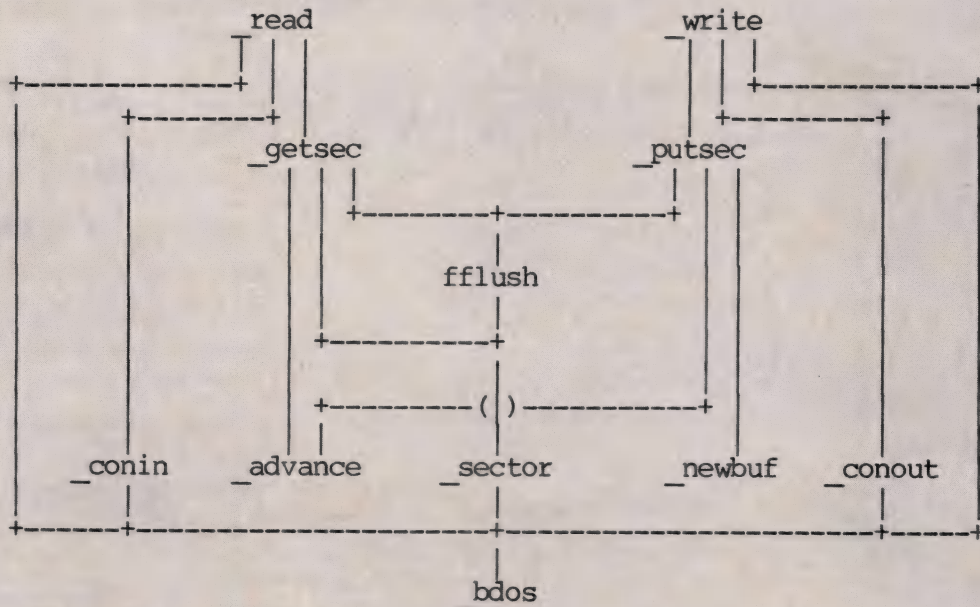 _read _write
_getsec _putsec
fflush
( )
_conin _advance _sector _newbuf _conout
bdos